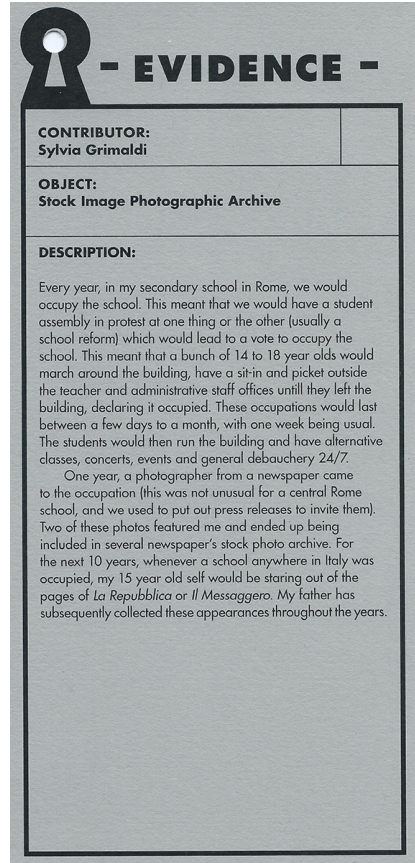 - EVIDENCE -
CONTRIBUTOR:
Sylvia Grimaldi
OBJECT:
Stock Image Photographic Archive
DESCRIPTION:
Every year, in my secondary school in Rome, we would
occupy the school. This meant that we would have a student
assembly in protest at one thing or the other (usually a
school reform) which would lead to a vote to occupy the
school. This meant that a bunch of 14 to 18 year olds would
march around the building, have a sit-in and picket outside
the teacher and administrative staff offices untill they left the
building, declaring it occupied. These occupations would last
between a few days to a month, with one week being usual.
The students would then run the building and have alternative
classes, concerts, events and general debauchery 24/7.
One year, a photographer from a newspaper came
to the occupation (this was not unusual for a central Rome
school, and we used to put out press releases to invite them).
Two of these photos featured me and ended up being
included in several newspaper's stock photo archive. For
the next 10 years, whenever a school anywhere in Italy was
occupied, my 15 year old self would be staring out of the
pages of La Repubblica or Il Messaggero. My father has
subsequently collected these appearances throughout the years.